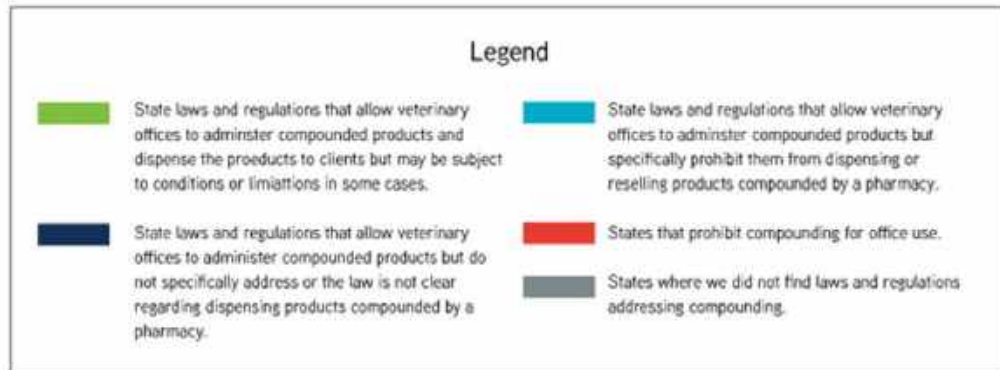 Legend
State laws and regulations that allow veterinary
offices to adminster compounded products and
dispense the proeducts to clients but may be subject
to conditions or limiattions in some cases.
State laws and regulations that allow veterinary
offices to administer compounded products but do
not specifically address or the law is not clear
regarding dispensing products compounded by a
pharmacy.
State laws and regulations that allow veterinary
offices to adminster compounded products but
specifically prohibit them from dispensing or
reselling products compounded by a pharmacy.
States that prohibit compounding for office use.
States where we did not find laws and regulations
addressing compounding.